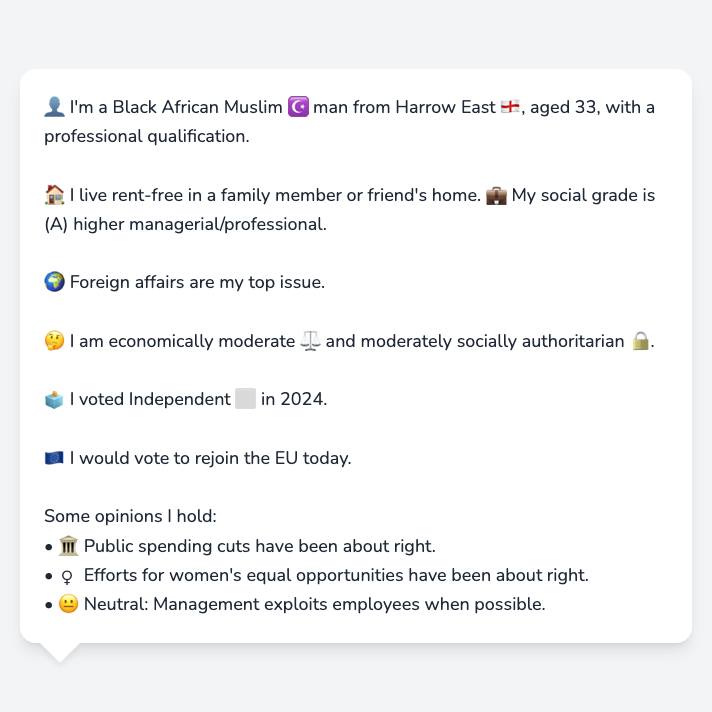 👤 I'm a Black African Muslim ☪️ man from Harrow East 🏴󠁧󠁢󠁥󠁮󠁧󠁿, aged 33, with a
professional qualification.
🏠 I live rent-free in a family member or friend's home. 💼 My social grade is
(A) higher managerial/professional.
🌍 Foreign affairs are my top issue.
🤔 I am economically moderate ⚖️ and moderately socially authoritarian 🔒.
🗳️ I voted Independent ⬜ in 2024.
🇪🇺 I would vote to rejoin the EU today.
Some opinions I hold:
• 🏛️ Public spending cuts have been about right.
• ♀ Efforts for women's equal opportunities have been about right.
• 😐 Neutral: Management exploits employees when possible.